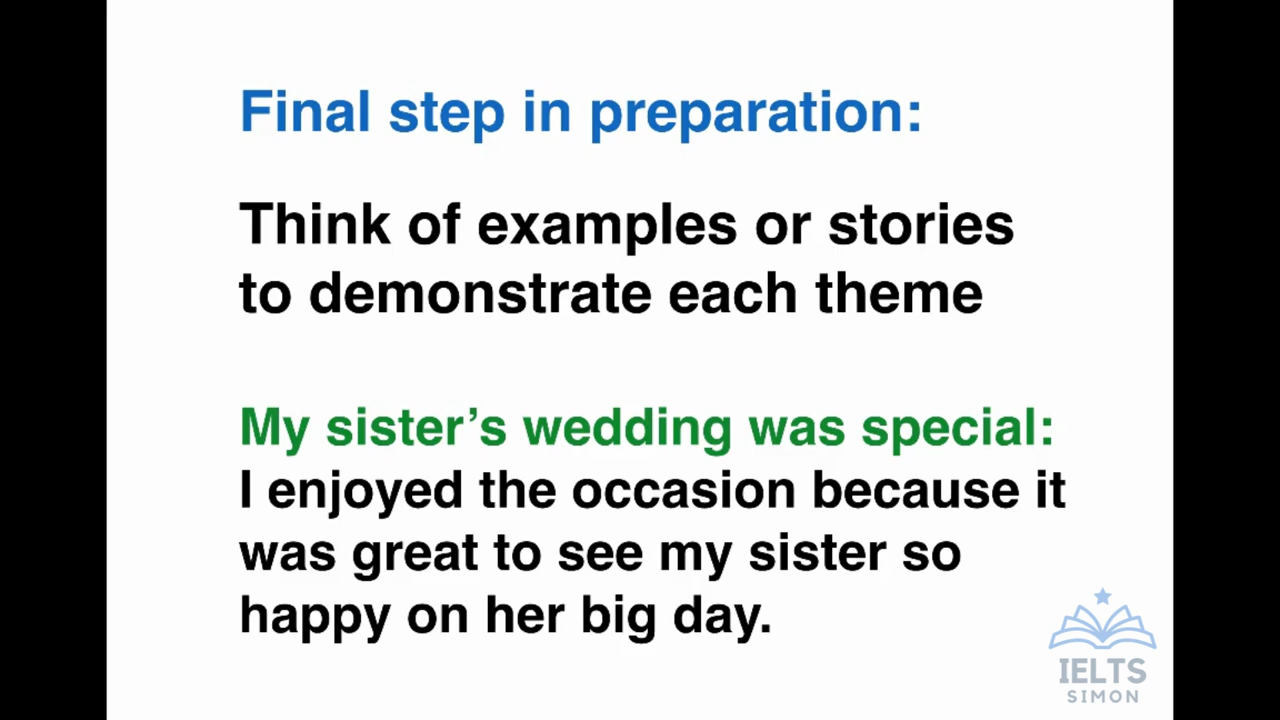 Final step in preparation:
Think of examples or stories
to demonstrate each theme
My sister’s wedding was special:
I enjoyed the occasion because it
was great to see my sister so
happy on her big day.
IELTS
SIMON